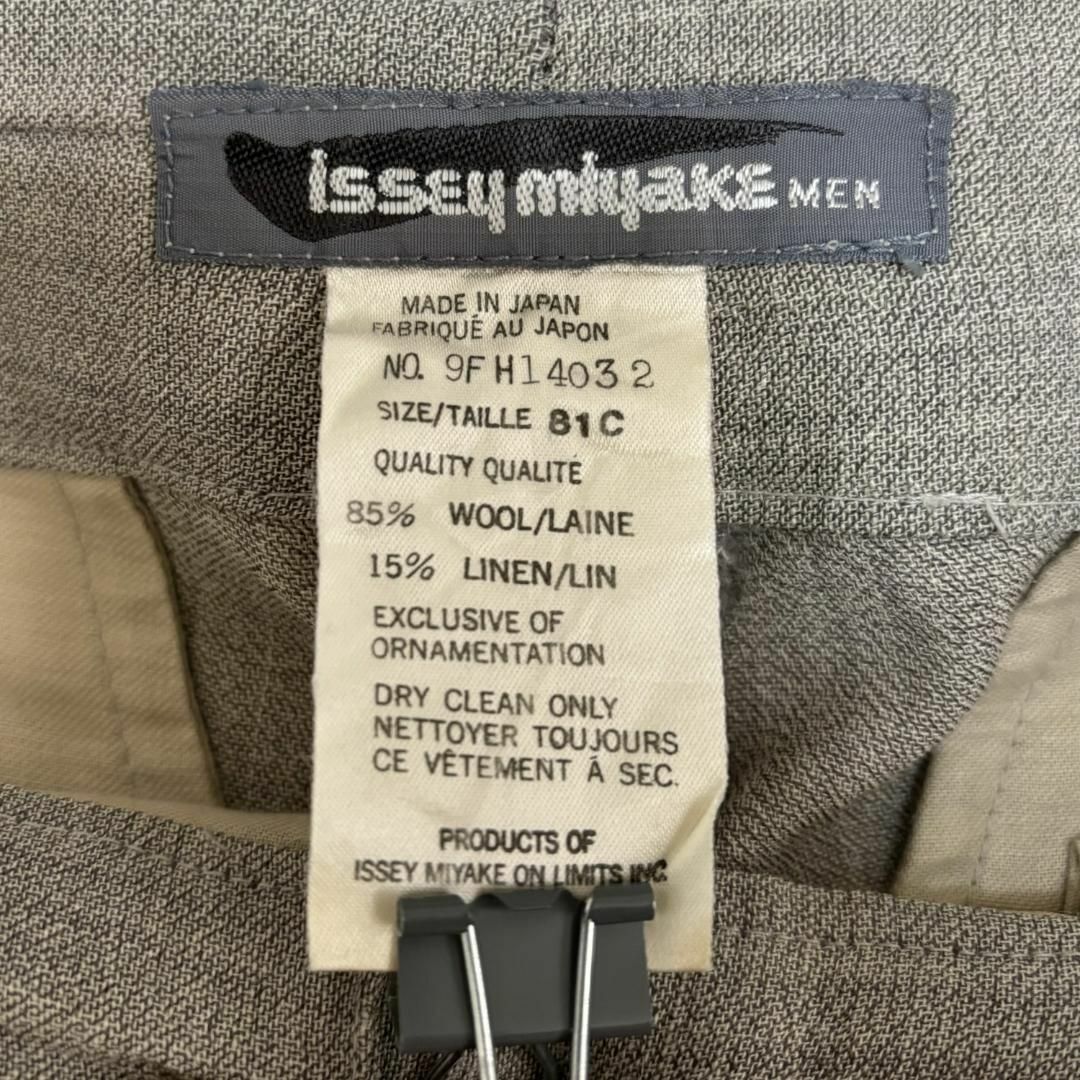 issey miyake MEN
MADE IN JAPAN
FABRIQUÉ AU JAPON
NO. 9FH14032
SIZE/TAILLE 81C
QUALITY QUALITÉ
85% WOOL/LAINE
15% LINEN/LIN
EXCLUSIVE OF
ORNAMENTATION
DRY CLEAN ONLY
NETTOYER TOUJOURS
CE VÊTEMENT Á SEC.
PRODUCTS OF
ISSEY MIYAKE ON LIMITS INC.